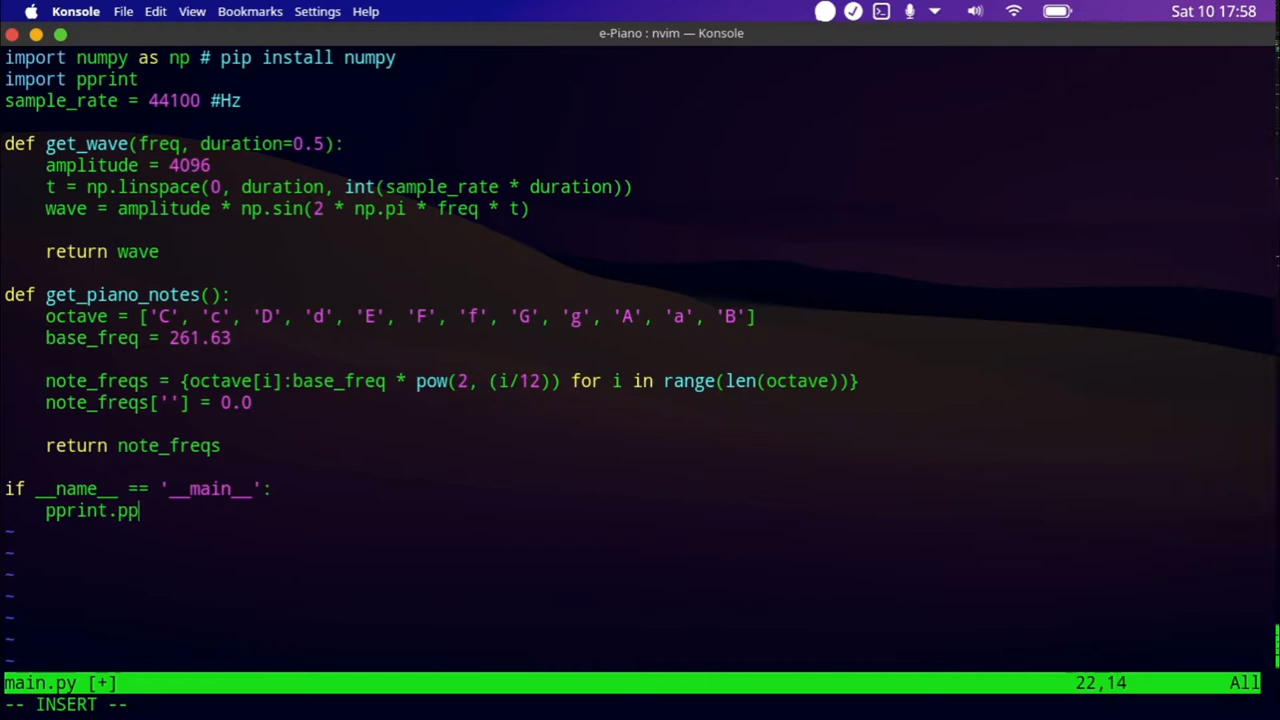 Konsole File Edit View Bookmarks Settings Help Sat 10 17:58
e-Piano : nvim — Konsole
import numpy as np # pip install numpy
import pprint
sample_rate = 44100 #Hz
def get_wave(freq, duration=0.5):
    amplitude = 4096
    t = np.linspace(0, duration, int(sample_rate * duration))
    wave = amplitude * np.sin(2 * np.pi * freq * t)
    return wave
def get_piano_notes():
    octave = ['C', 'c', 'D', 'd', 'E', 'F', 'f', 'G', 'g', 'A', 'a', 'B']
    base_freq = 261.63
    note_freqs = {octave[i]:base_freq * pow(2, (i/12)) for i in range(len(octave))}
    note_freqs[''] = 0.0
    return note_freqs
if __name__ == '__main__':
    pprint.pp
~
~
~
~
~
~
~
main.py [+] 22,14 All
-- INSERT --